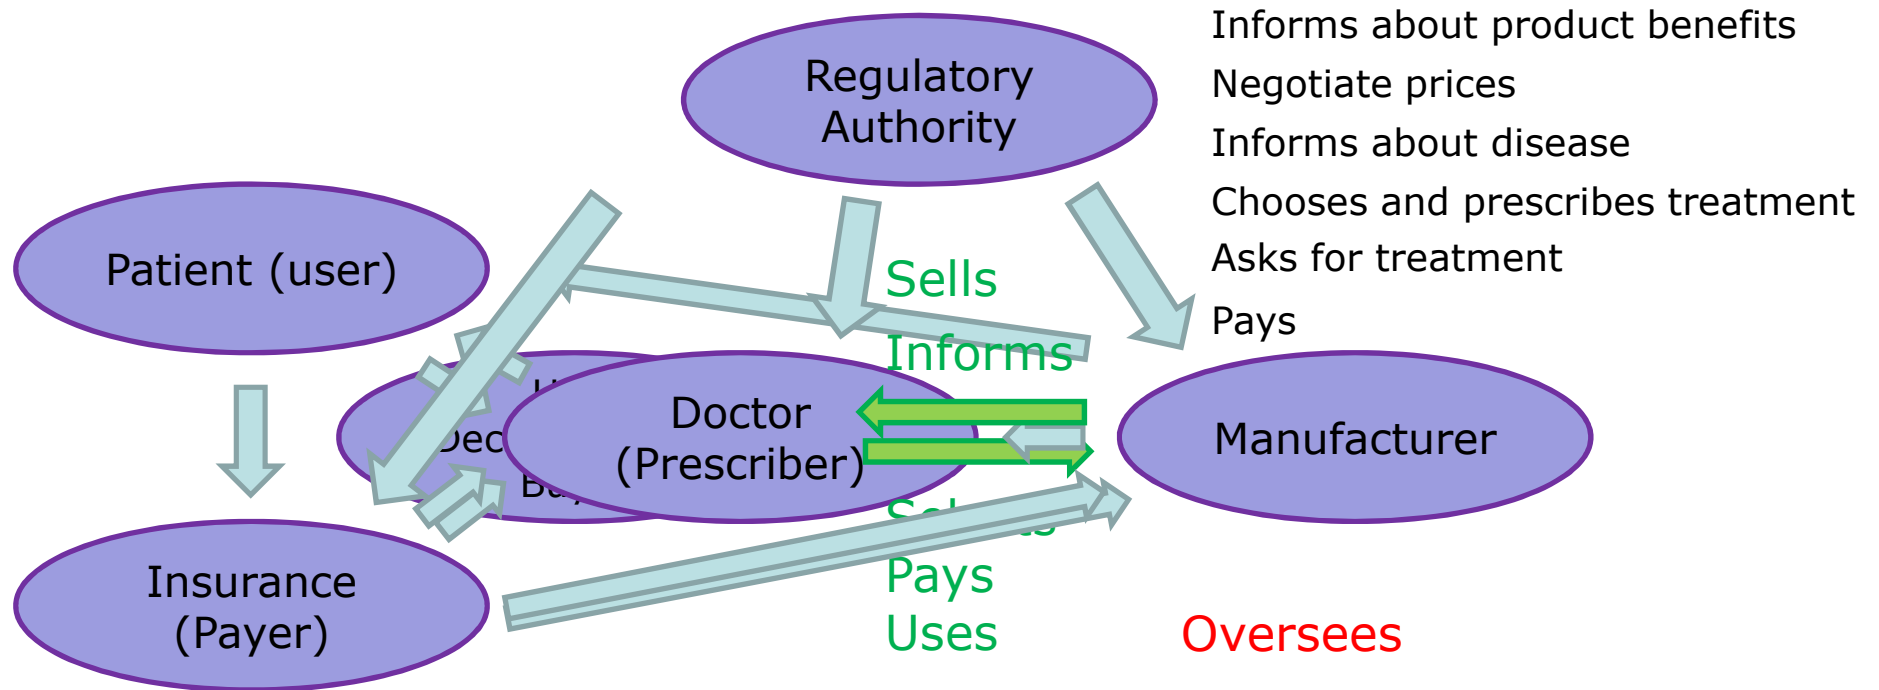 Informs about product benefits
Regulatory
Authority
Negotiate prices
Informs about disease
Chooses and prescribes treatment
Asks for treatment
Pays
Patient (user)
Sells
Informs
Doctor
(Prescriber)
Manufacturer
Insurance
(Payer)
Pays
Uses
Oversees